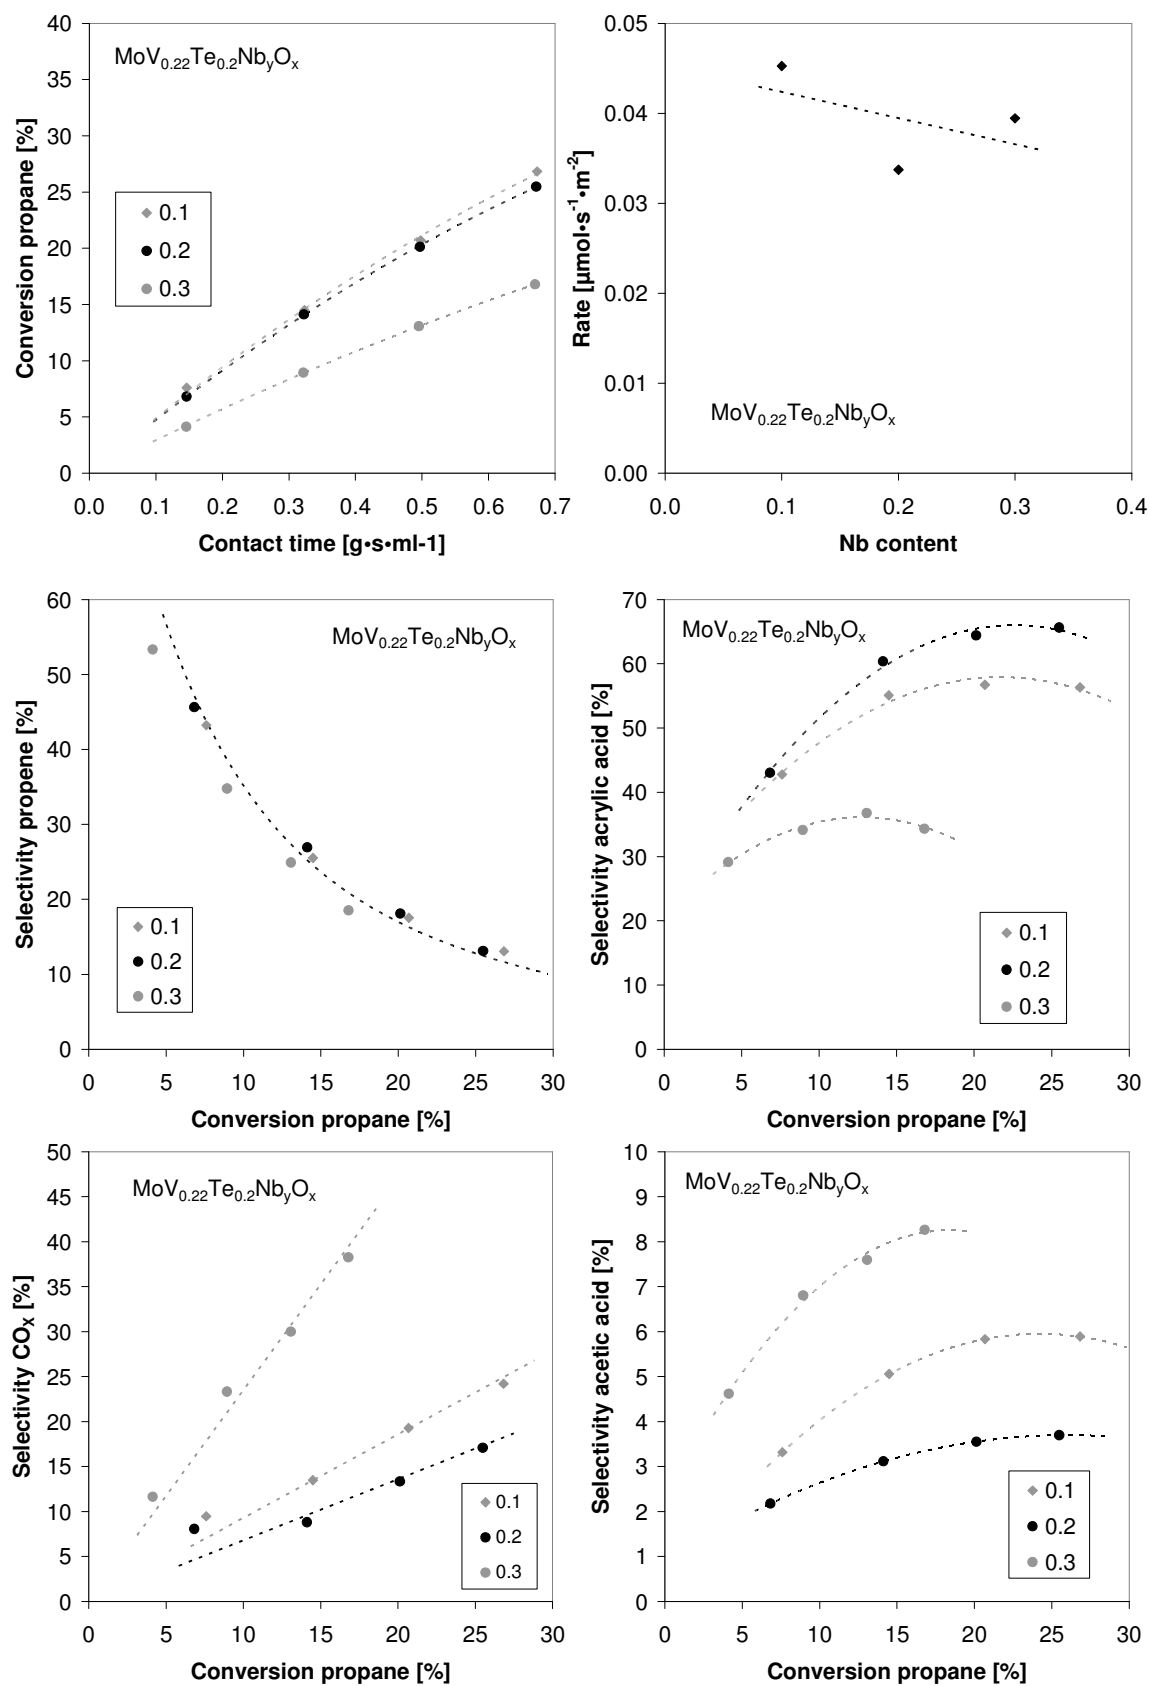 MoV0.22Te0.2NbyOx
Conversion propane [%]
40
35
30
25
20
15
10
5
0
0.1
0.2
0.3
0.0 0.1 0.2 0.3 0.4 0.5 0.6 0.7
Contact time [g•s•ml-1]
Rate [µmol•s-1•m-2]
0.05
0.04
0.03
0.02
0.01
0.00
MoV0.22Te0.2NbyOx
0.0 0.1 0.2 0.3 0.4
Nb content
Selectivity propene [%]
60
50
40
30
20
10
0
MoV0.22Te0.2NbyOx
0.1
0.2
0.3
0 5 10 15 20 25 30
Conversion propane [%]
Selectivity acrylic acid [%]
70
60
50
40
30
20
10
0
MoV0.22Te0.2NbyOx
0.1
0.2
0.3
0 5 10 15 20 25 30
Conversion propane [%]
Selectivity COX [%]
50
45
40
35
30
25
20
15
10
5
0
MoV0.22Te0.2NbyOx
0.1
0.2
0.3
0 5 10 15 20 25 30
Conversion propane [%]
Selectivity acetic acid [%]
10
9
8
7
6
5
4
3
2
1
0
MoV0.22Te0.2NbyOx
0.1
0.2
0.3
0 5 10 15 20 25 30
Conversion propane [%]